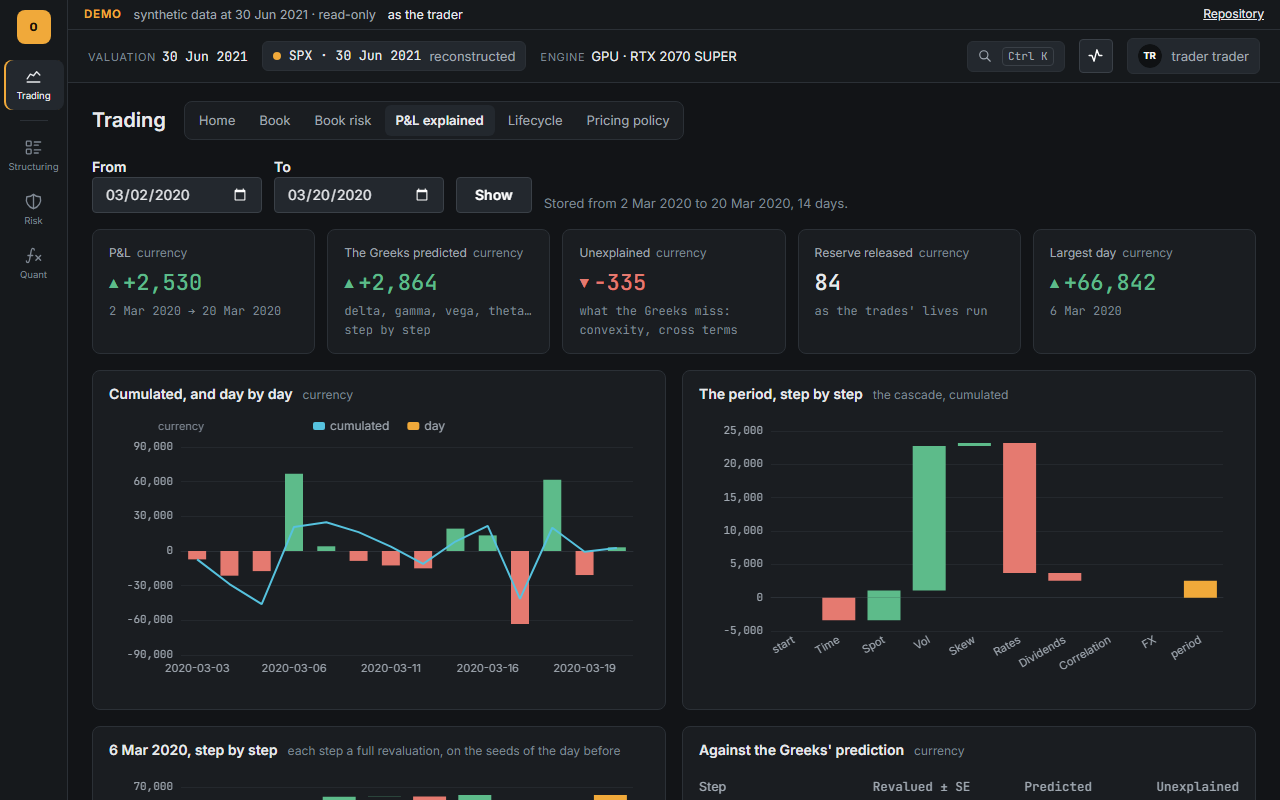 O
DEMO synthetic data at 30 Jun 2021 · read-only as the trader Repository
VALUATION 30 Jun 2021 SPX · 30 Jun 2021 reconstructed ENGINE GPU · RTX 2070 SUPER Ctrl K TR trader trader
Trading
Structuring
Risk
Quant
Trading Home Book Book risk P&L explained Lifecycle Pricing policy
From To
03/02/2020 03/20/2020 Show Stored from 2 Mar 2020 to 20 Mar 2020, 14 days.
P&L currency
▲+2,530
2 Mar 2020 → 20 Mar 2020
The Greeks predicted currency
▲+2,864
delta, gamma, vega, theta…
step by step
Unexplained currency
▼-335
what the Greeks miss:
convexity, cross terms
Reserve released currency
84
as the trades' lives run
Largest day currency
▲+66,842
6 Mar 2020
Cumulated, and day by day currency
currency cumulated day
90,000
60,000
30,000
0
-30,000
-60,000
-90,000
2020-03-03 2020-03-06 2020-03-11 2020-03-16 2020-03-19
The period, step by step the cascade, cumulated
25,000
20,000
15,000
10,000
5,000
0
-5,000
start Time Spot Vol Skew Rates Dividends Correlation FX period
6 Mar 2020, step by step each step a full revaluation, on the seeds of the day before
70,000
Against the Greeks' prediction currency
Step Revalued ± SE Predicted Unexplained